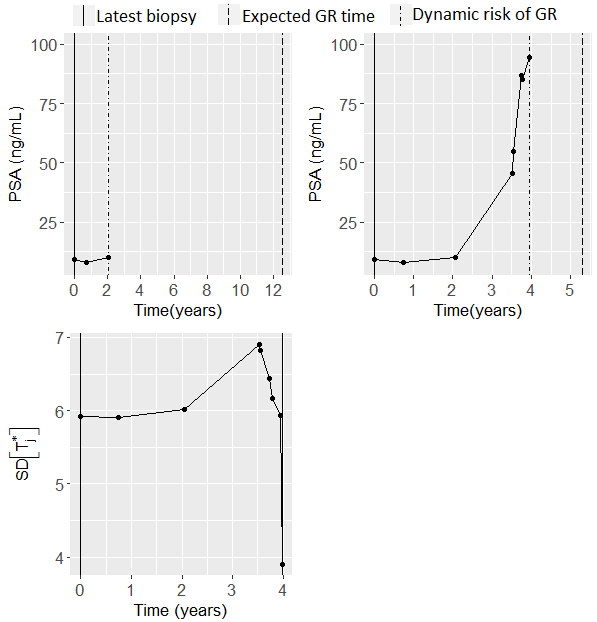 Latest biopsy Expected GR time Dynamic risk of GR
100
75
50
25
PSA (ng/mL)
0 2 4 6 8 10 12
Time(years)
100
75
50
25
PSA (ng/mL)
0 1 2 3 4 5
Time(years)
7
6
5
4
SD[T*j]
0 1 2 3 4
Time (years)